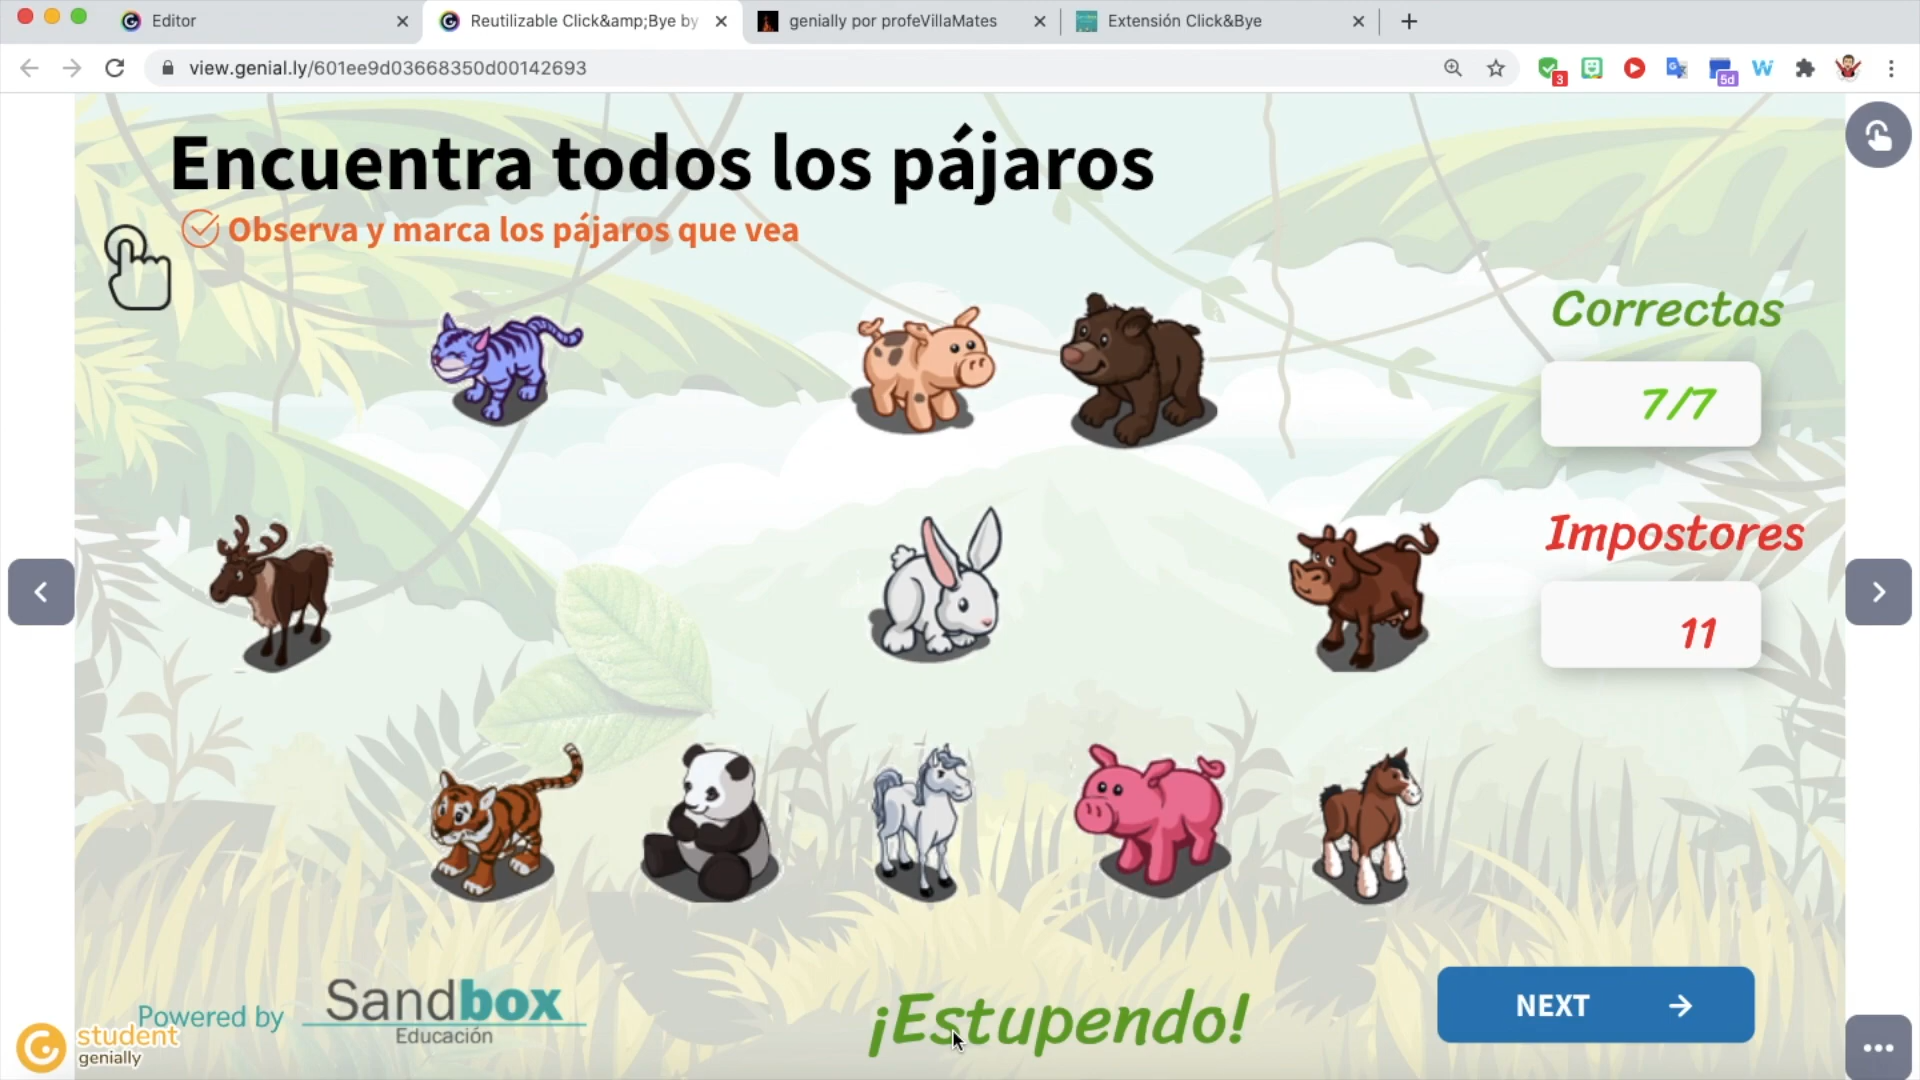 Editor
Reutilizable Click&amp;Bye by
genially por profeVillaMates
Extensión Click&Bye
view.genial.ly/601ee9d03668350d00142693
3
5d
W
Encuentra todos los pájaros
Observa y marca los pájaros que vea
Correctas
7/7
Impostores
11
Powered by
Sandbox
Educación
student
genially
¡Estupendo!
NEXT